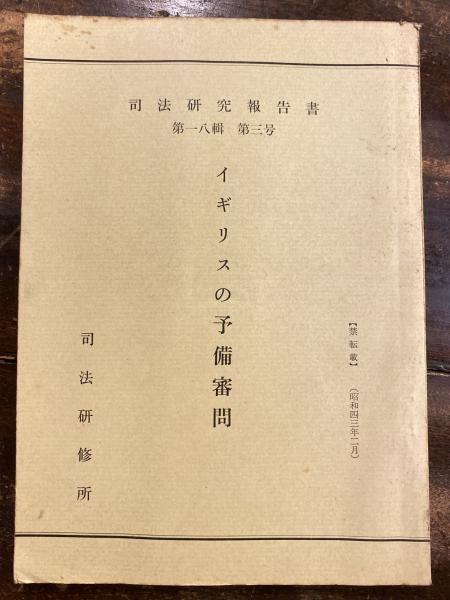 司法研究報告書
第一八輯 第三号
【禁転載】 (昭和四三年二月)
イギリスの予備審問
司法研修所